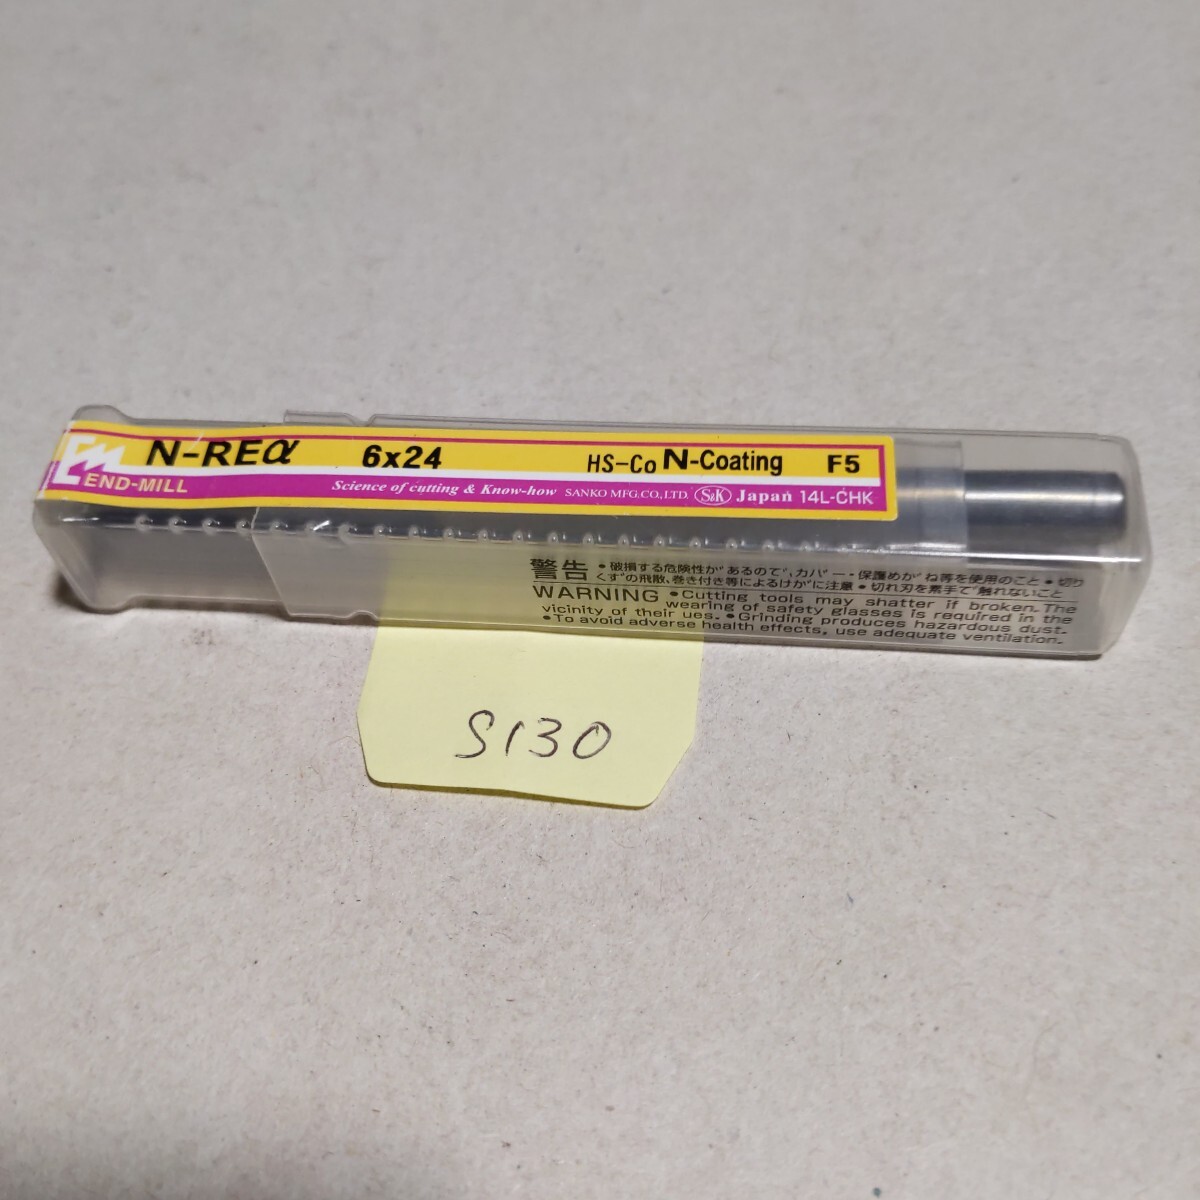 Em N-REα 6x24 HS-Co N-Coating F5
END-MILL Science of cutting & Know-how SANKO MFG.CO.,LTD. S&K Japan 14L-CHK
警告 •破損する危険性があるので、カバー・保護めがね等を使用のこと •切り
くずの飛散、巻き付き等によるけがに注意 •切れ刃を素手で触れないこと
WARNING •Cutting tools may shatter if broken. The
wearing of safety glasses is required in the
vicinity of their ues. •Grinding produces hazardous dust.
•To avoid adverse health effects, use adequate ventilation.
S130